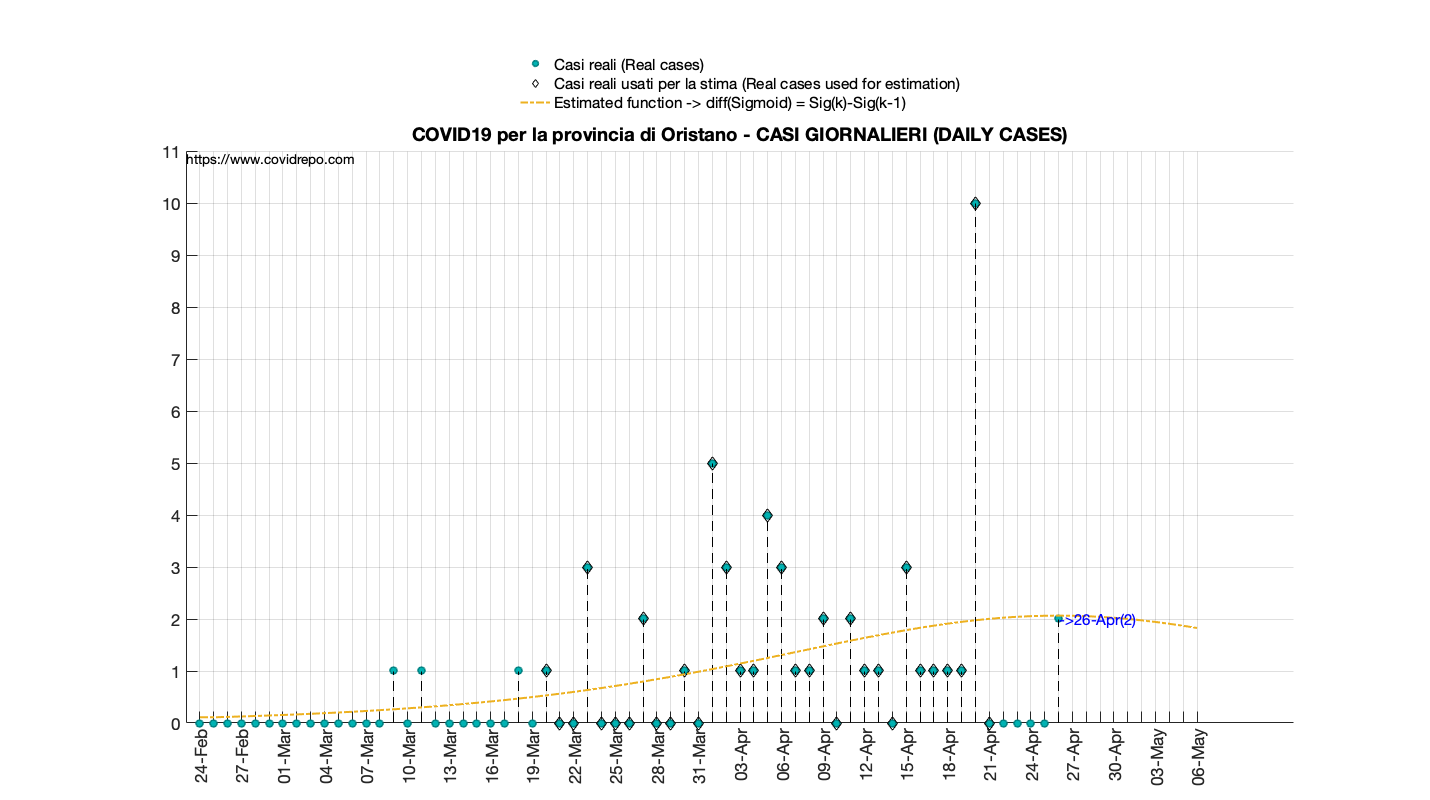 Casi reali (Real cases)
Casi reali usati per la stima (Real cases used for estimation)
Estimated function -> diff(Sigmoid) = Sig(k)-Sig(k-1)
COVID19 per la provincia di Oristano - CASI GIORNALIERI (DAILY CASES)
https://www.covidrepo.com
11
10
9
8
7
6
5
4
3
2
1
0
->26-Apr(2)
24-Feb
27-Feb
01-Mar
04-Mar
07-Mar
10-Mar
13-Mar
16-Mar
19-Mar
22-Mar
25-Mar
28-Mar
31-Mar
03-Apr
06-Apr
09-Apr
12-Apr
15-Apr
18-Apr
21-Apr
24-Apr
27-Apr
30-Apr
03-May
06-May